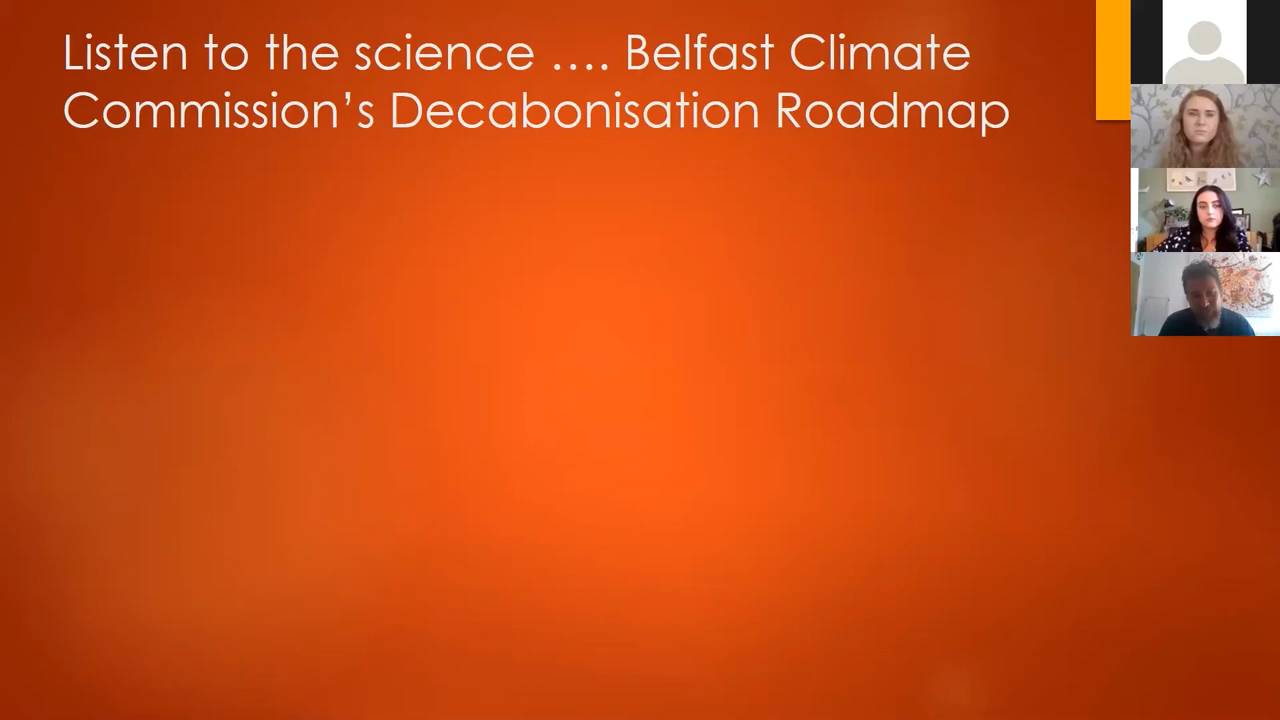 Listen to the science .... Belfast Climate
Commission’s Decabonisation Roadmap